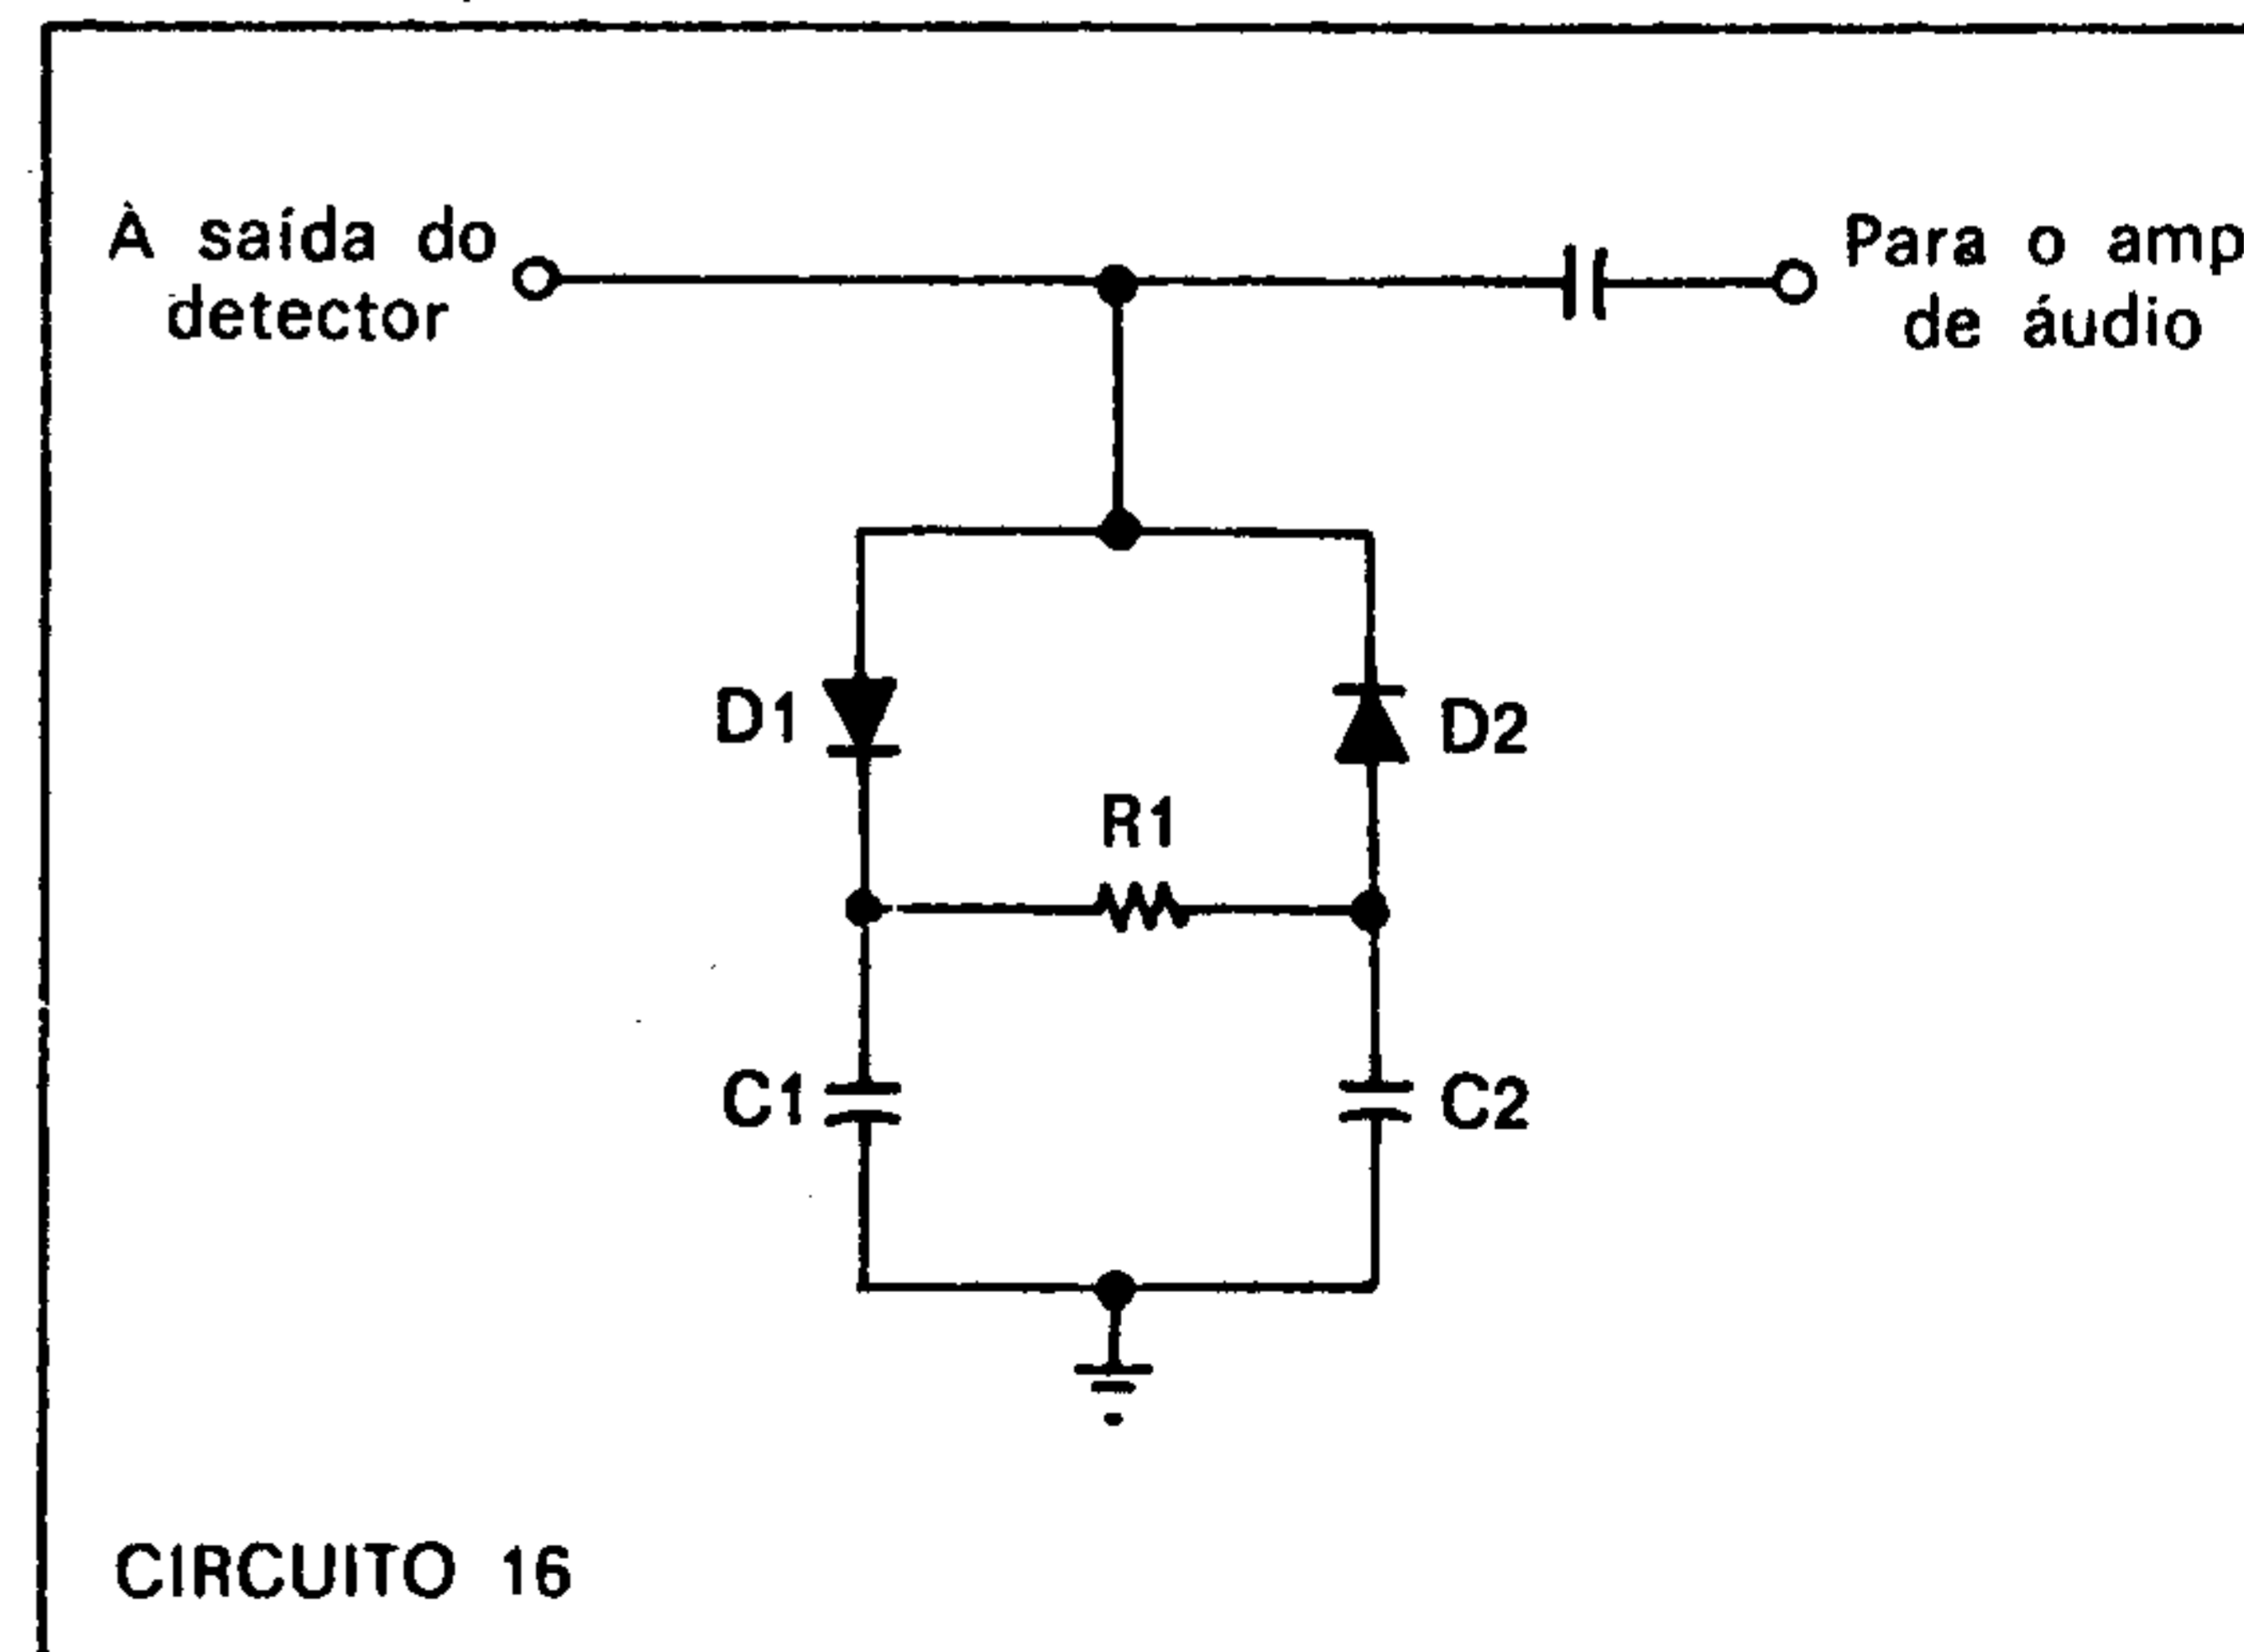 À saída do
detector
Para o amp
de áudio
D1
D2
R1
C1
C2
CIRCUITO 16